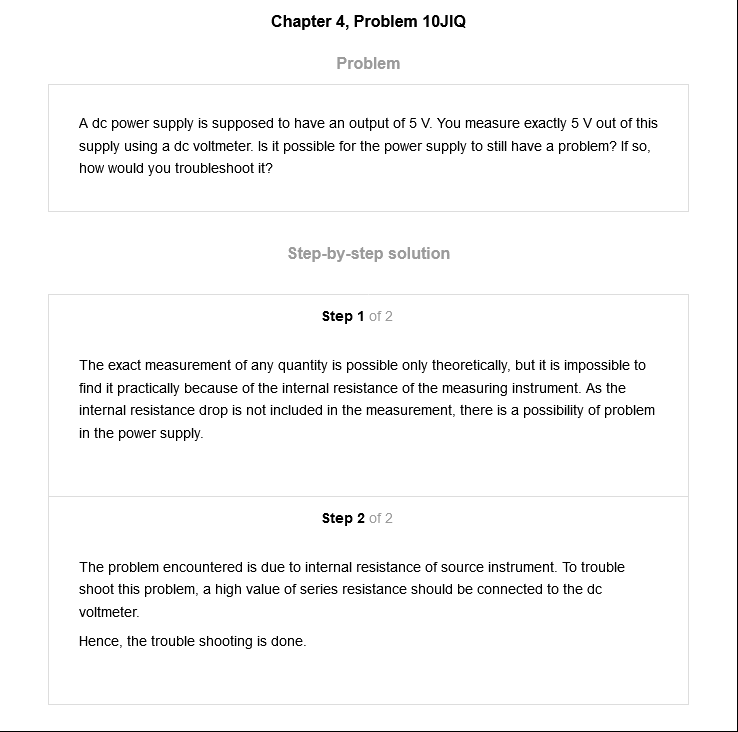 Chapter 4, Problem 10JIQ
Problem
A dc power supply is supposed to have an output of 5 V. You measure exactly 5 V out of this
supply using a dc voltmeter. Is it possible for the power supply to still have a problem? If so,
how would you troubleshoot it?
Step-by-step solution
Step 1 of 2
The exact measurement of any quantity is possible only theoretically, but it is impossible to
find it practically because of the internal resistance of the measuring instrument. As the
internal resistance drop is not included in the measurement, there is a possibility of problem
in the power supply.
Step 2 of 2
The problem encountered is due to internal resistance of source instrument. To trouble
shoot this problem, a high value of series resistance should be connected to the dc
voltmeter.
Hence, the trouble shooting is done.